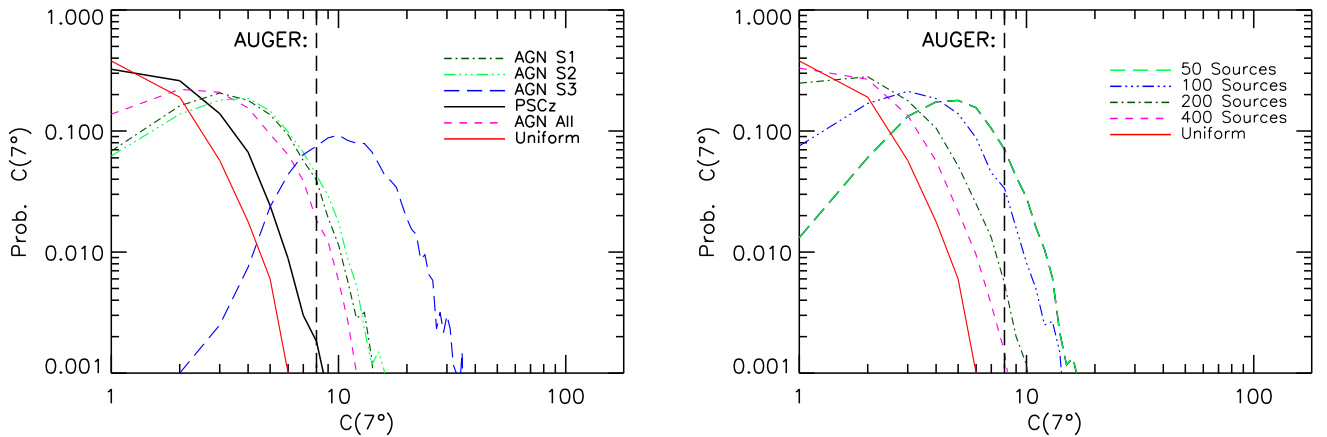 1.000
0.100
0.010
0.001
Prob. C(7°)
AUGER:
AGN S1
AGN S2
AGN S3
PSCz
AGN All
Uniform
1
10
100
C(7°)
1.000
0.100
0.010
0.001
Prob. C(7°)
AUGER:
50 Sources
100 Sources
200 Sources
400 Sources
Uniform
1
10
100
C(7°)